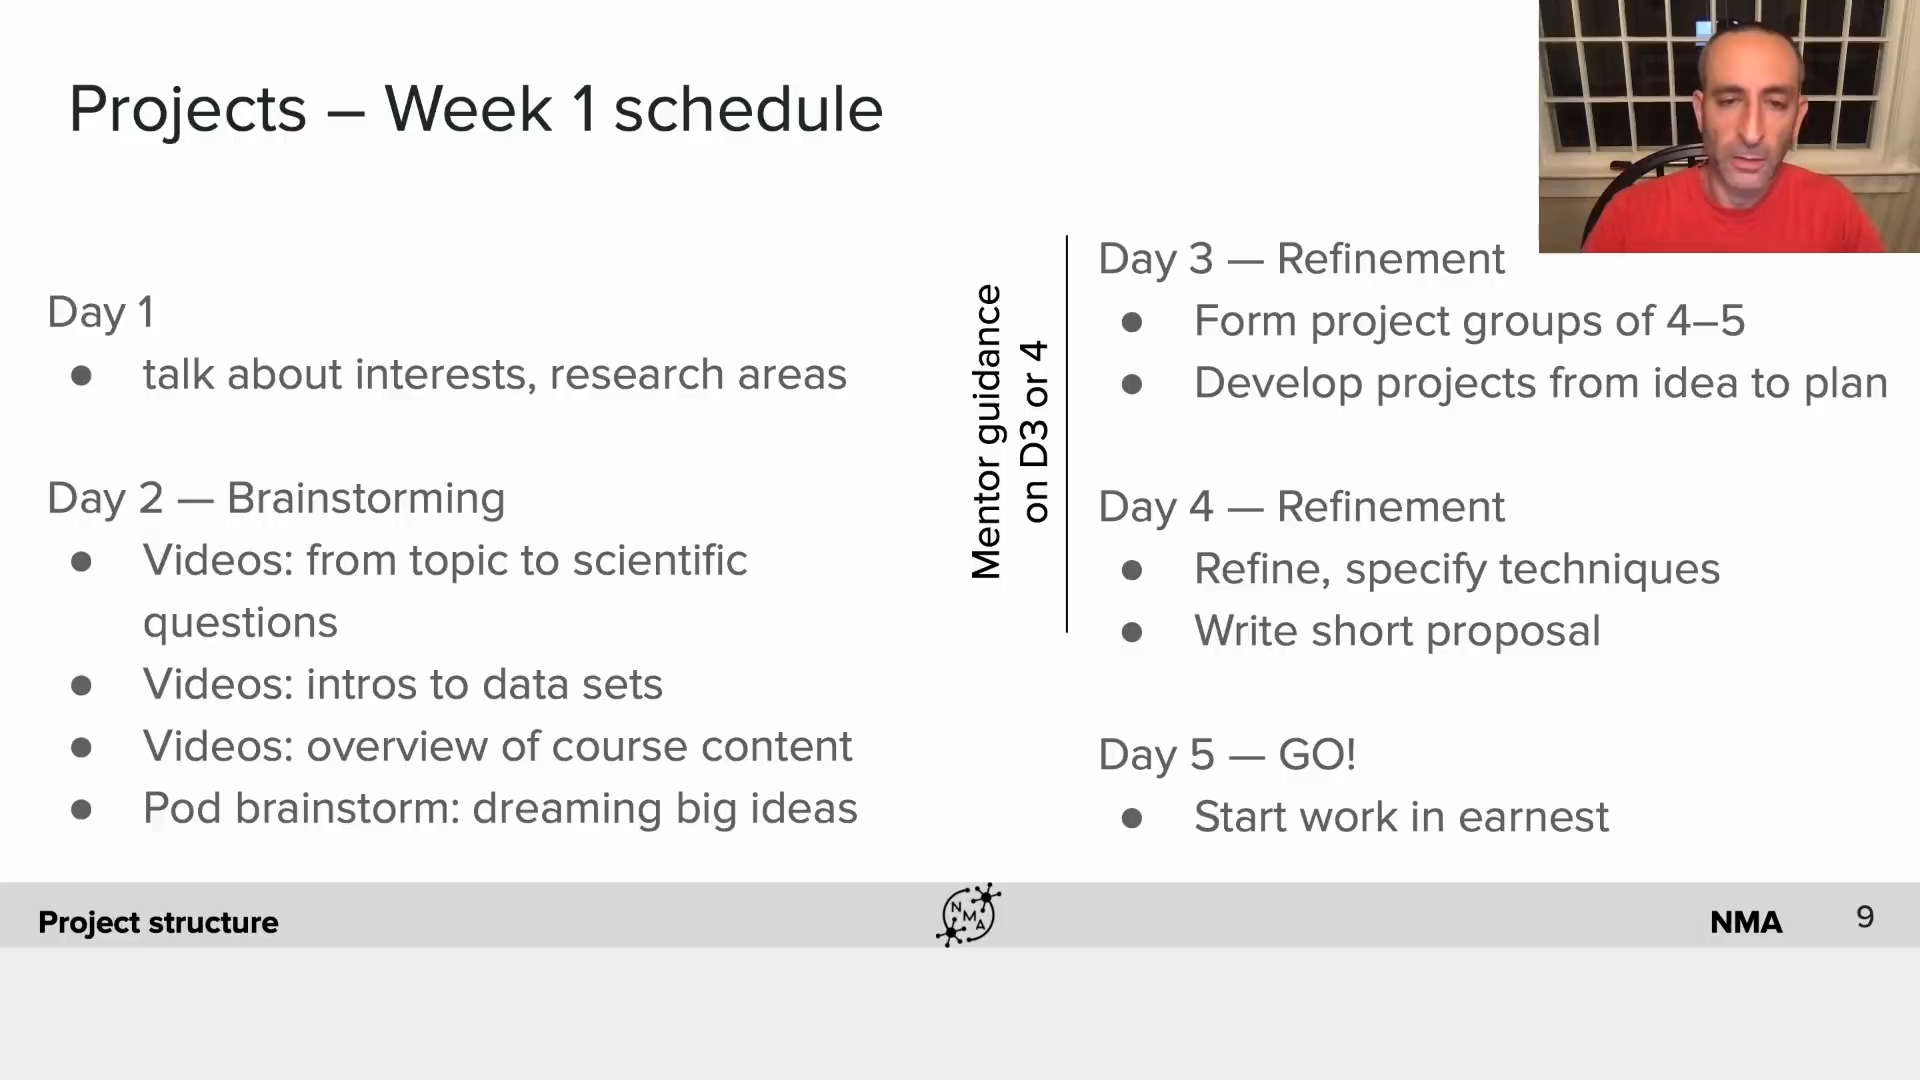 Projects – Week 1 schedule
Day 1
● talk about interests, research areas
Day 2 — Brainstorming
● Videos: from topic to scientific
questions
● Videos: intros to data sets
● Videos: overview of course content
● Pod brainstorm: dreaming big ideas
Mentor guidance
on D3 or 4
Day 3 — Refinement
● Form project groups of 4–5
● Develop projects from idea to plan
Day 4 — Refinement
● Refine, specify techniques
● Write short proposal
Day 5 — GO!
● Start work in earnest
Project structure
NMA
NMA
9